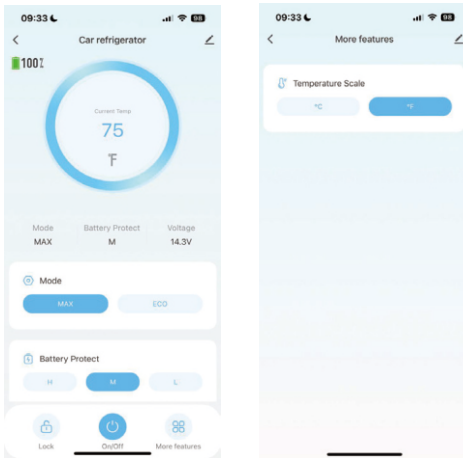 09:33
98
Car refrigerator
100%
Current Temp
75
°F
Mode
Battery Protect
Voltage
MAX
M
14.3V
Mode
MAX
ECO
Battery Protect
H
M
L
Lock
On/Off
More features
09:33
98
More features
Temperature Scale
°C
°F